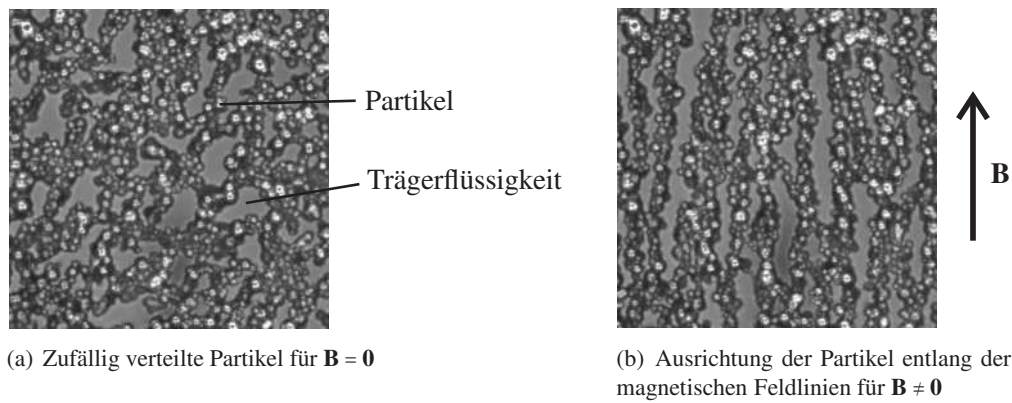 Partikel
Trägerflüssigkeit
B
(a) Zufällig verteilte Partikel für B = 0
(b) Ausrichtung der Partikel entlang der
magnetischen Feldlinien für B ≠ 0